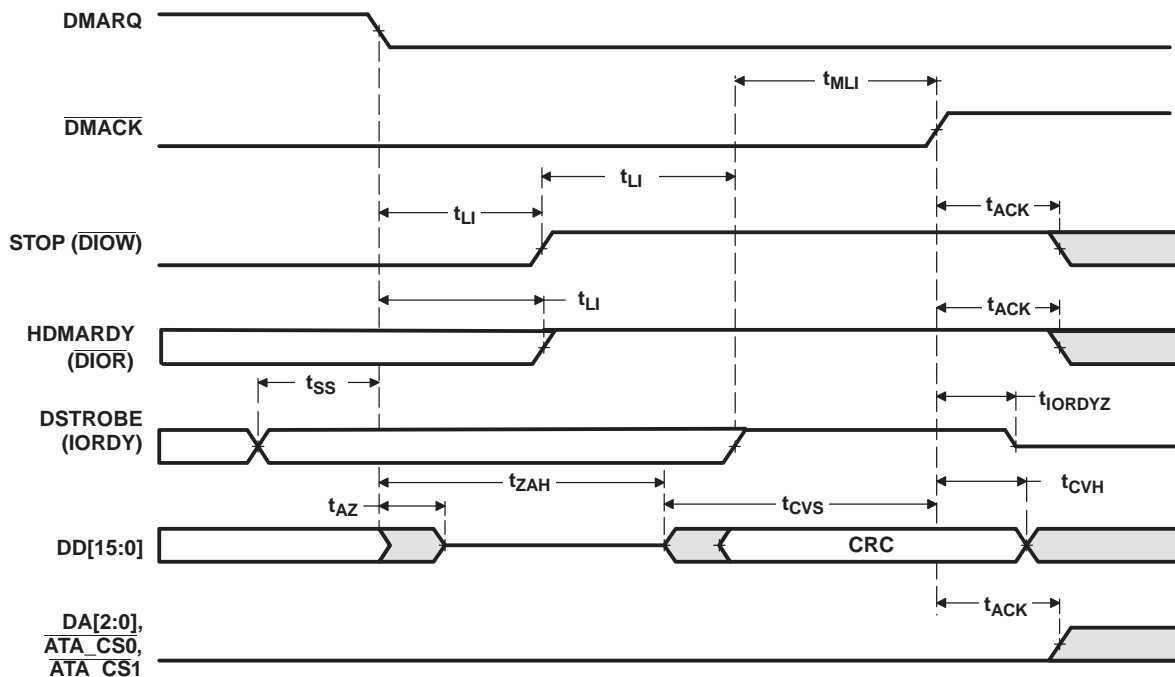 DMARQ
tMLI
DMACK
tLI
tLI
tACK
STOP (DIOW)
tLI
tACK
HDMARDY
(DIOR)
tSS
tIORDYZ
DSTROBE
(IORDY)
tZAH
tCVH
tAZ
tCVS
DD[15:0]
CRC
DA[2:0],
tACK
ATA_CS0,
ATA_CS1